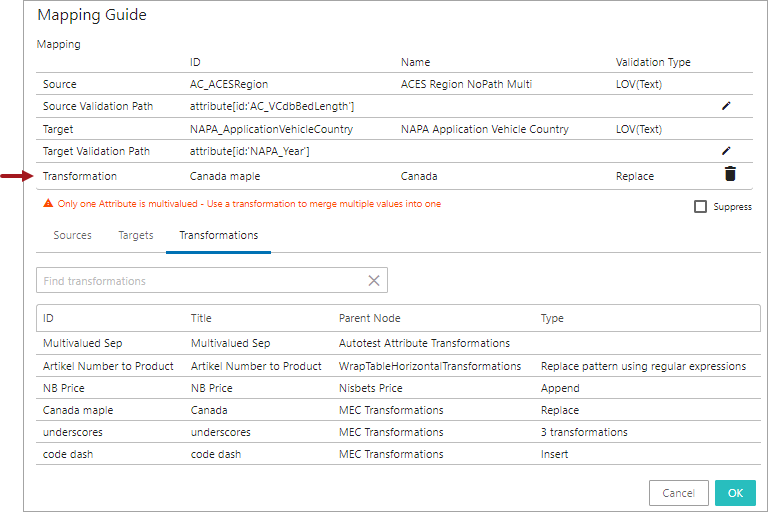 Mapping Guide
Mapping
ID Name Validation Type
Source AC_ACESRegion ACES Region NoPath Multi LOV(Text)
Source Validation Path attribute[id:'AC_VCdbBedLength']
Target NAPA_ApplicationVehicleCountry NAPA Application Vehicle Country LOV(Text)
Target Validation Path attribute[id:'NAPA_Year']
Transformation Canada maple Canada Replace
Only one Attribute is multivalued - Use a transformation to merge multiple values into one
Suppress
Sources Targets Transformations
Find transformations
ID Title Parent Node Type
Multivalued Sep Multivalued Sep Autotest Attribute Transformations
Artikel Number to Product Artikel Number to Product WrapTableHorizontalTransformations Replace pattern using regular expressions
NB Price NB Price Nisbets Price Append
Canada maple Canada MEC Transformations Replace
underscores underscores MEC Transformations 3 transformations
code dash code dash MEC Transformations Insert
Cancel OK